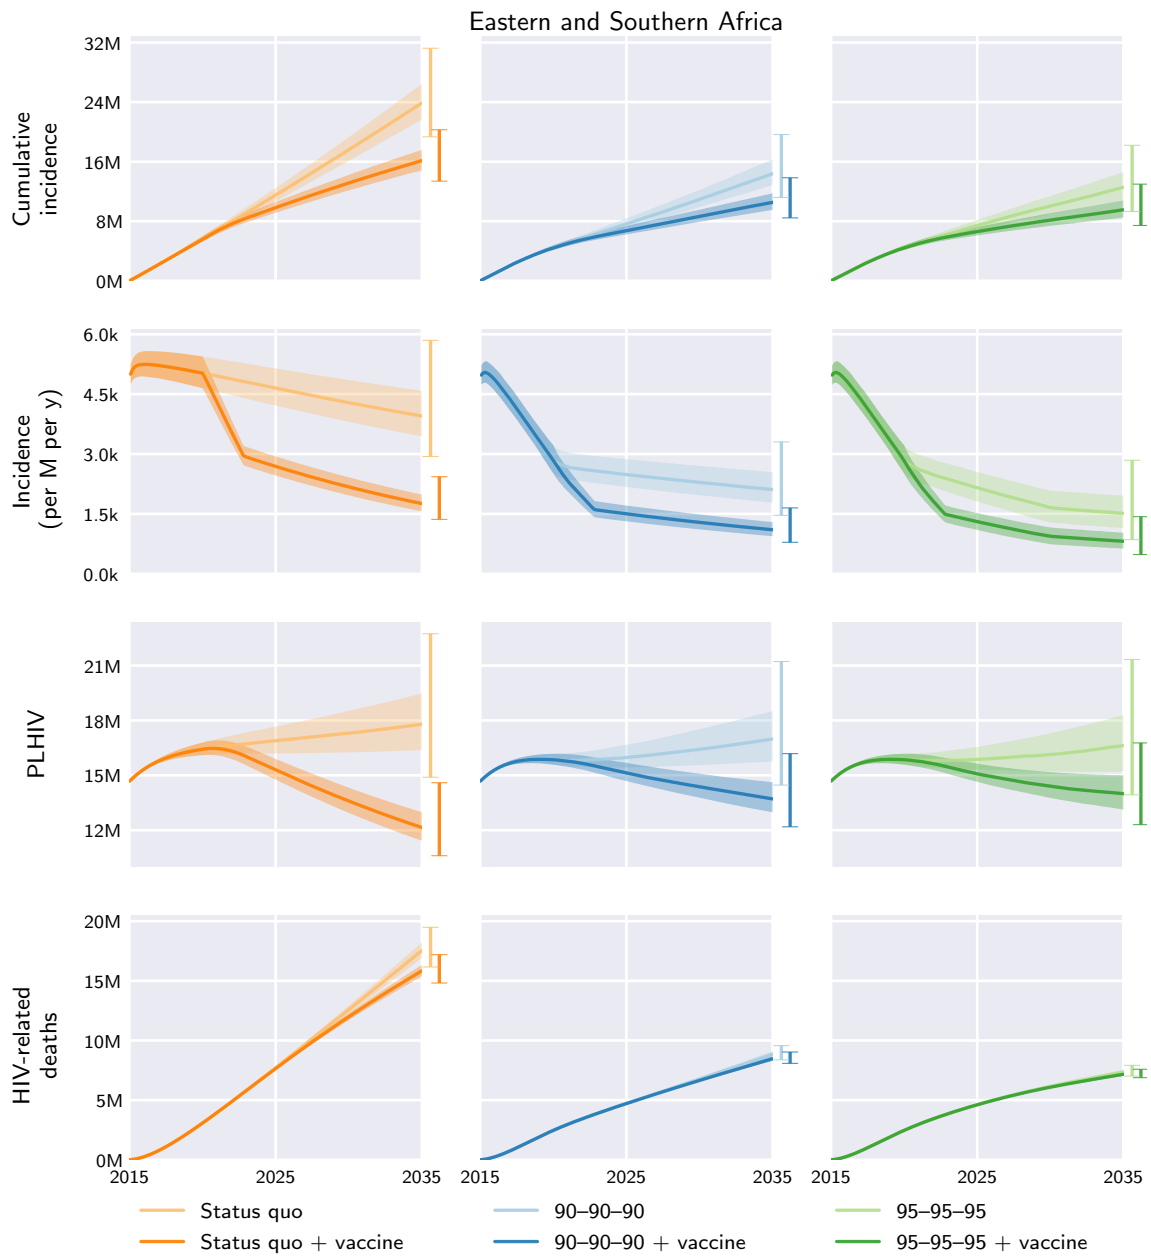 Eastern and Southern Africa
Cumulative
incidence
32M
24M
16M
8M
0M
Incidence
(per M per y)
6.0k
4.5k
3.0k
1.5k
0.0k
PLHIV
21M
18M
15M
12M
HIV-related
deaths
20M
15M
10M
5M
0M
2015 2025 2035 2015 2025 2035 2015 2025 2035
Status quo 90–90–90 95–95–95
Status quo + vaccine 90–90–90 + vaccine 95–95–95 + vaccine